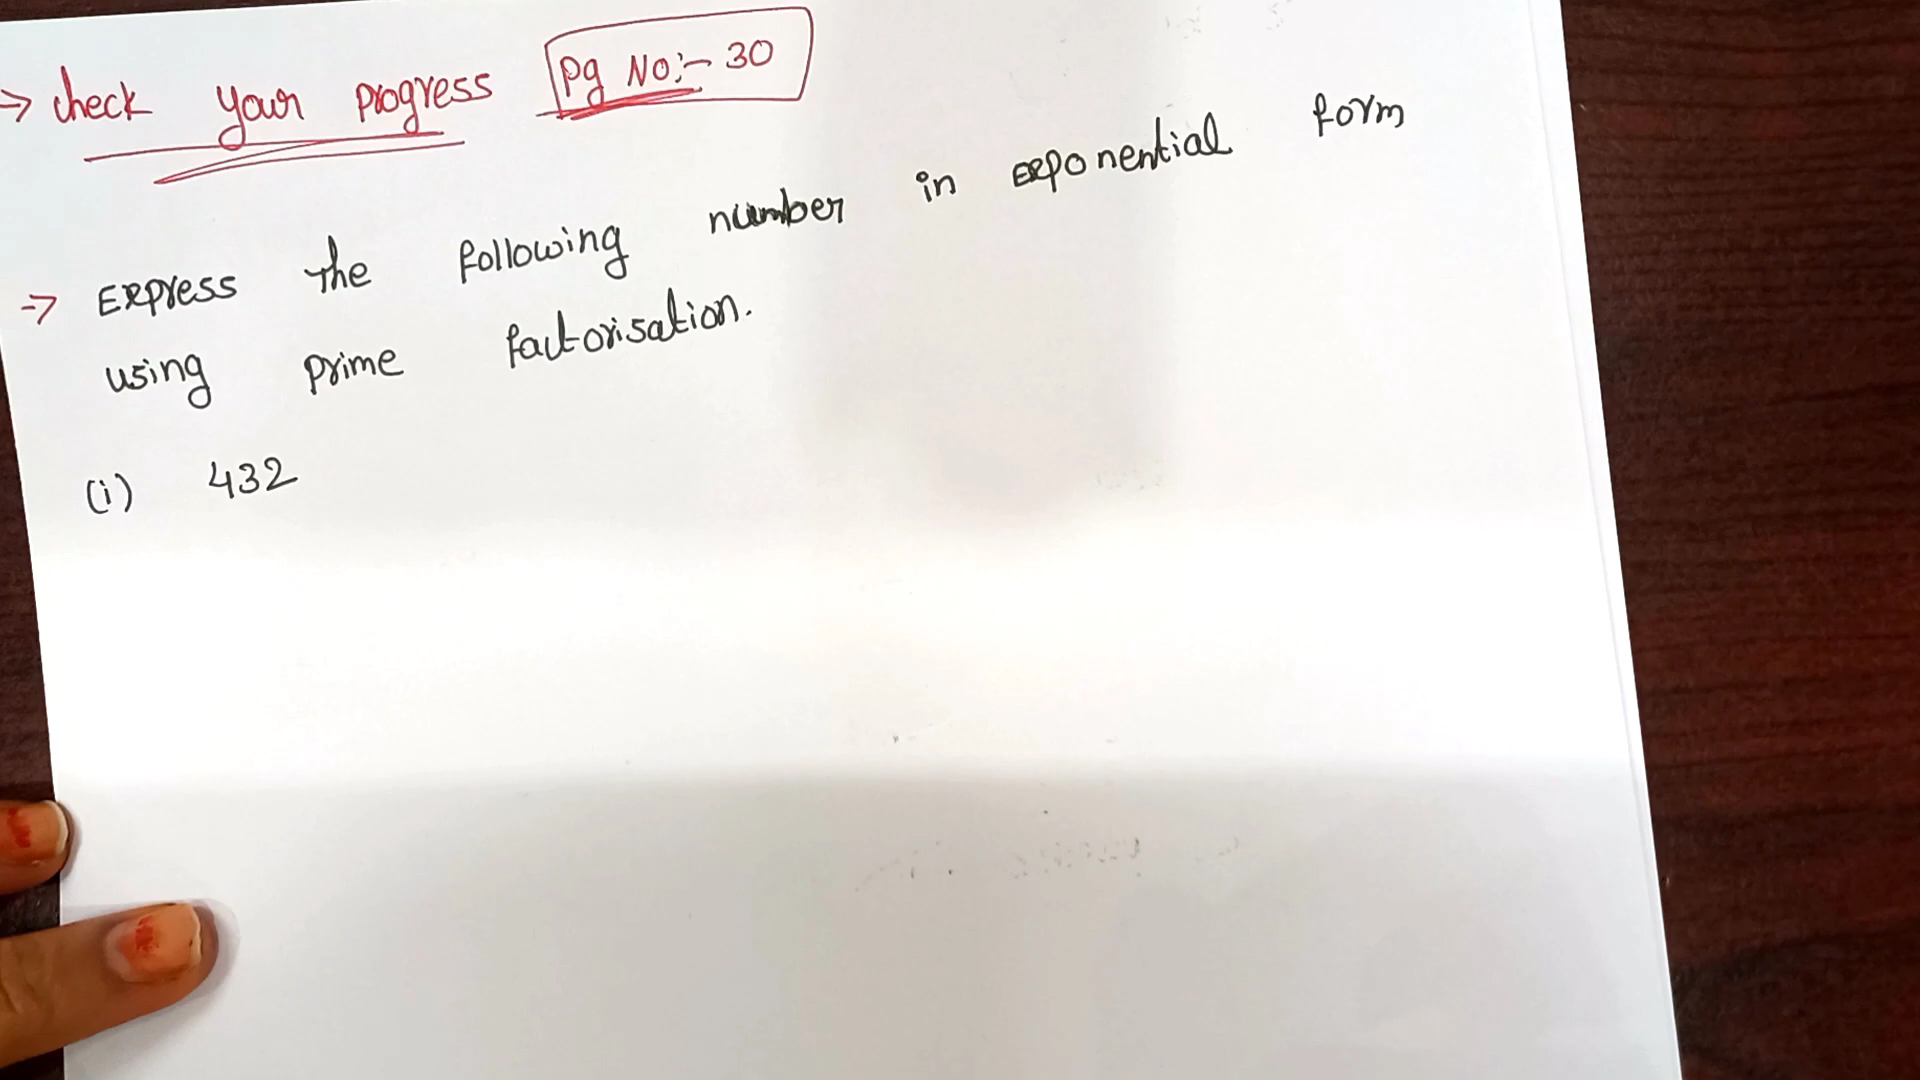 → check your progress Pg No:- 30
→ Express the following number in exponential form
using prime factorisation.
(i) 432